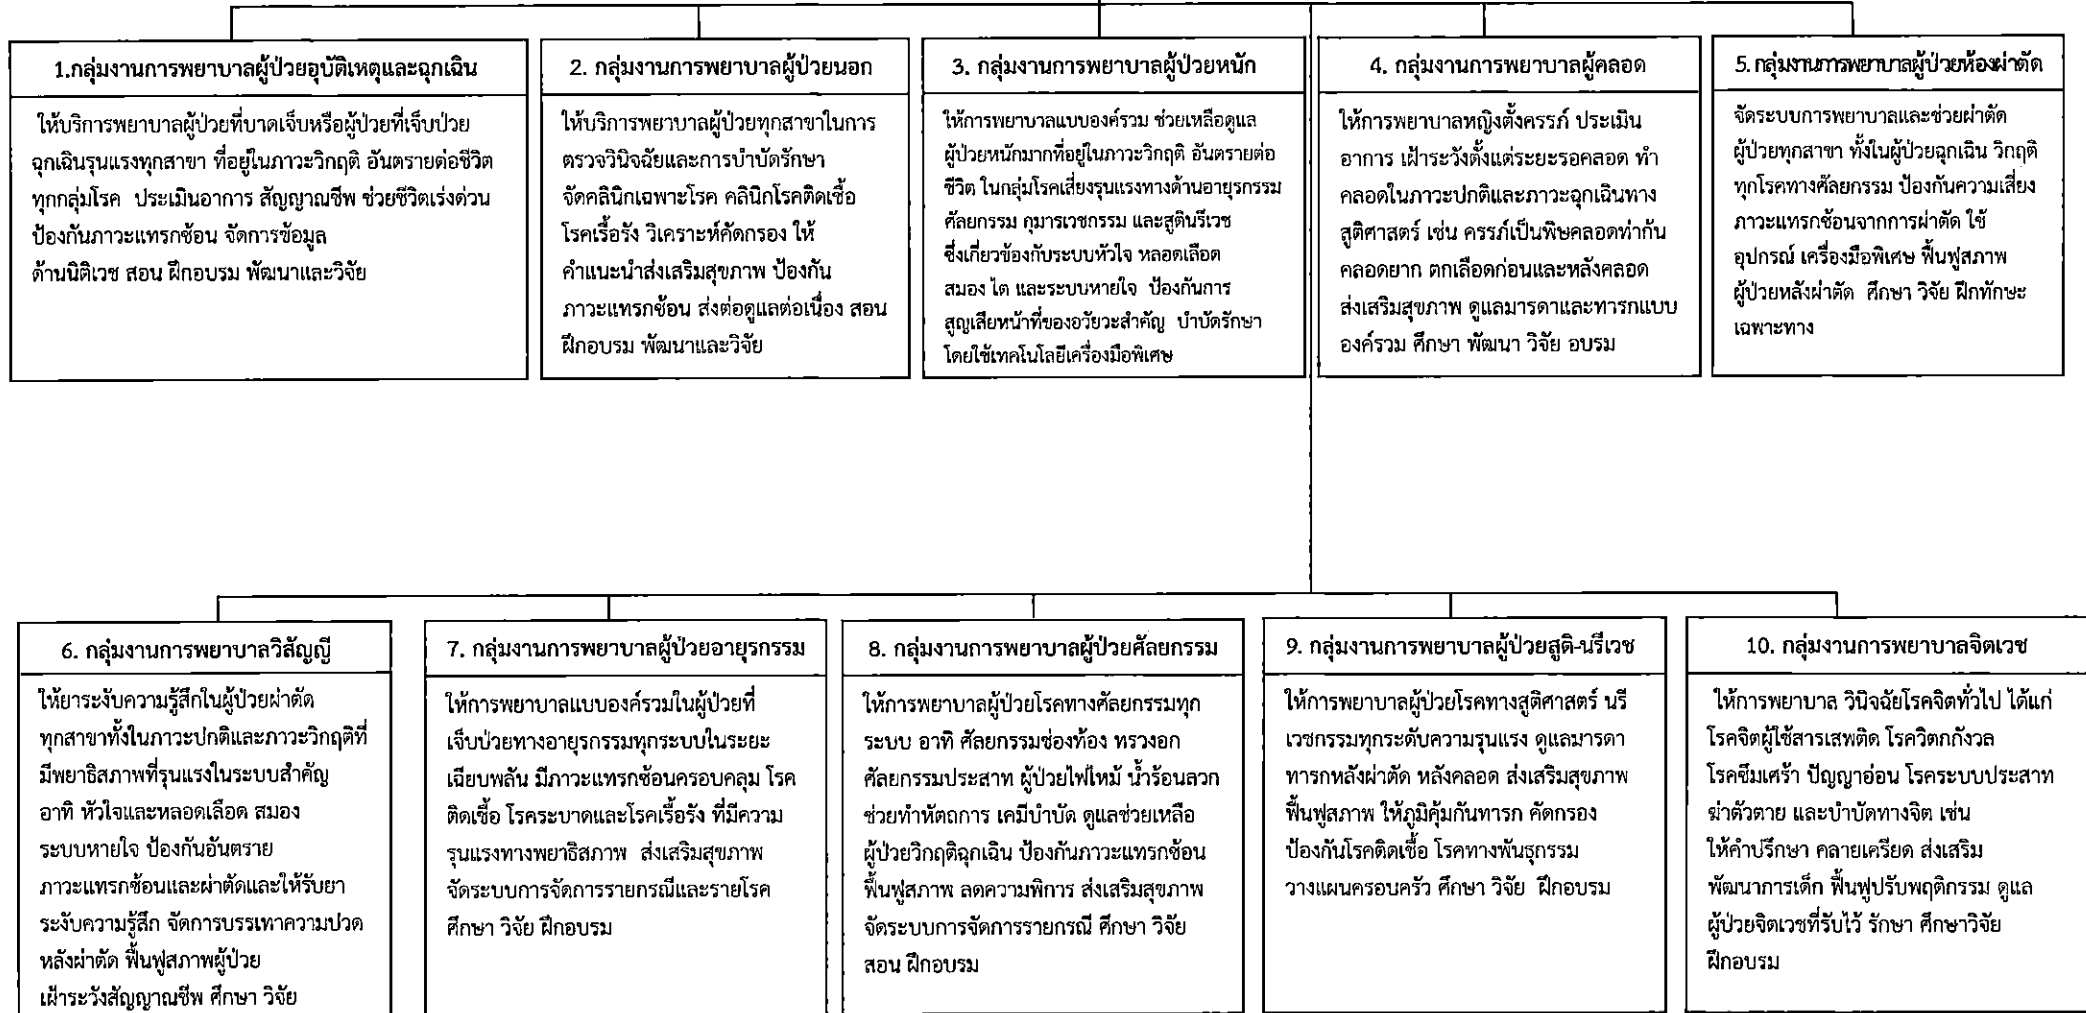 1.กลุ่มงานการพยาบาลผู้ป่วยอุบัติเหตุและฉุกเฉิน
ให้บริการพยาบาลผู้ป่วยที่บาดเจ็บหรือผู้ป่วยที่เจ็บป่วย
ฉุกเฉินรุนแรงทุกสาขา ที่อยู่ในภาวะวิกฤติ อันตรายต่อชีวิต
ทุกกลุ่มโรค ประเมินอาการ สัญญาณชีพ ช่วยชีวิตเร่งด่วน
ป้องกันภาวะแทรกซ้อน จัดการข้อมูล
ด้านนิติเวช สอน ฝึกอบรม พัฒนาและวิจัย
2. กลุ่มงานการพยาบาลผู้ป่วยนอก
ให้บริการพยาบาลผู้ป่วยทุกสาขาในการ
ตรวจวินิจฉัยและการบำบัดรักษา
จัดคลินิกเฉพาะโรค คลินิกโรคติดเชื้อ
โรคเรื้อรัง วิเคราะห์คัดกรอง ให้
คำแนะนำส่งเสริมสุขภาพ ป้องกัน
ภาวะแทรกซ้อน ส่งต่อดูแลต่อเนื่อง สอน
ฝึกอบรม พัฒนาและวิจัย
3. กลุ่มงานการพยาบาลผู้ป่วยหนัก
ให้การพยาบาลแบบองค์รวม ช่วยเหลือดูแล
ผู้ป่วยหนักมากที่อยู่ในภาวะวิกฤติ อันตรายต่อ
ชีวิต ในกลุ่มโรคเสี่ยงรุนแรงทางด้านอายุรกรรม
ศัลยกรรม กุมารเวชกรรม และสูตินรีเวช
ซึ่งเกี่ยวข้องกับระบบหัวใจ หลอดเลือด
สมอง ไต และระบบหายใจ ป้องกันการ
สูญเสียหน้าที่ของอวัยวะสำคัญ บำบัดรักษา
โดยใช้เทคโนโลยีเครื่องมือพิเศษ
4. กลุ่มงานการพยาบาลผู้คลอด
ให้การพยาบาลหญิงตั้งครรภ์ ประเมิน
อาการ เฝ้าระวังตั้งแต่ระยะรอคลอด ทำ
คลอดในภาวะปกติและภาวะฉุกเฉินทาง
สูติศาสตร์ เช่น ครรภ์เป็นพิษคลอดท่ากัน
คลอดยาก ตกเลือดก่อนและหลังคลอด
ส่งเสริมสุขภาพ ดูแลมารดาและทารกแบบ
องค์รวม ศึกษา พัฒนา วิจัย อบรม
5. กลุ่มงานการพยาบาลผู้ป่วยห้องผ่าตัด
จัดระบบการพยาบาลและช่วยผ่าตัด
ผู้ป่วยทุกสาขา ทั้งในผู้ป่วยฉุกเฉิน วิกฤติ
ทุกโรคทางศัลยกรรม ป้องกันความเสี่ยง
ภาวะแทรกซ้อนจากการผ่าตัด ใช้
อุปกรณ์ เครื่องมือพิเศษ ฟื้นฟูสภาพ
ผู้ป่วยหลังผ่าตัด ศึกษา วิจัย ฝึกทักษะ
เฉพาะทาง
6. กลุ่มงานการพยาบาลวิสัญญี
ให้ยาระงับความรู้สึกในผู้ป่วยผ่าตัด
ทุกสาขาทั้งในภาวะปกติและภาวะวิกฤติที่
มีพยาธิสภาพที่รุนแรงในระบบสำคัญ
อาทิ หัวใจและหลอดเลือด สมอง
ระบบหายใจ ป้องกันอันตราย
ภาวะแทรกซ้อนและผ่าตัดและให้รับยา
ระงับความรู้สึก จัดการบรรเทาความปวด
หลังผ่าตัด ฟื้นฟูสภาพผู้ป่วย
เฝ้าระวังสัญญาณชีพ ศึกษา วิจัย
7. กลุ่มงานการพยาบาลผู้ป่วยอายุรกรรม
ให้การพยาบาลแบบองค์รวมในผู้ป่วยที่
เจ็บป่วยทางอายุรกรรมทุกระบบในระยะ
เฉียบพลัน มีภาวะแทรกซ้อนครอบคลุม โรค
ติดเชื้อ โรคระบาดและโรคเรื้อรัง ที่มีความ
รุนแรงทางพยาธิสภาพ ส่งเสริมสุขภาพ
จัดระบบการจัดการรายกรณีและรายโรค
ศึกษา วิจัย ฝึกอบรม
8. กลุ่มงานการพยาบาลผู้ป่วยศัลยกรรม
ให้การพยาบาลผู้ป่วยโรคทางศัลยกรรมทุก
ระบบ อาทิ ศัลยกรรมช่องท้อง ทรวงอก
ศัลยกรรมประสาท ผู้ป่วยไฟไหม้ น้ำร้อนลวก
ช่วยทำหัตถการ เคมีบำบัด ดูแลช่วยเหลือ
ผู้ป่วยวิกฤติฉุกเฉิน ป้องกันภาวะแทรกซ้อน
ฟื้นฟูสภาพ ลดความพิการ ส่งเสริมสุขภาพ
จัดระบบการจัดการรายกรณี ศึกษา วิจัย
สอน ฝึกอบรม
9. กลุ่มงานการพยาบาลผู้ป่วยสูติ-นรีเวช
ให้การพยาบาลผู้ป่วยโรคทางสูติศาสตร์ นรี
เวชกรรมทุกระดับความรุนแรง ดูแลมารดา
ทารกหลังผ่าตัด หลังคลอด ส่งเสริมสุขภาพ
ฟื้นฟูสภาพ ให้ภูมิคุ้มกันทารก คัดกรอง
ป้องกันโรคติดเชื้อ โรคทางพันธุกรรม
วางแผนครอบครัว ศึกษา วิจัย ฝึกอบรม
10. กลุ่มงานการพยาบาลจิตเวช
ให้การพยาบาล วินิจฉัยโรคจิตทั่วไป ได้แก่
โรคจิตผู้ใช้สารเสพติด โรควิตกกังวล
โรคซึมเศร้า ปัญญาอ่อน โรคระบบประสาท
ฆ่าตัวตาย และบำบัดทางจิต เช่น
ให้คำปรึกษา คลายเครียด ส่งเสริม
พัฒนาการเด็ก ฟื้นฟูปรับพฤติกรรม ดูแล
ผู้ป่วยจิตเวชที่รับไว้ รักษา ศึกษาวิจัย
ฝึกอบรม